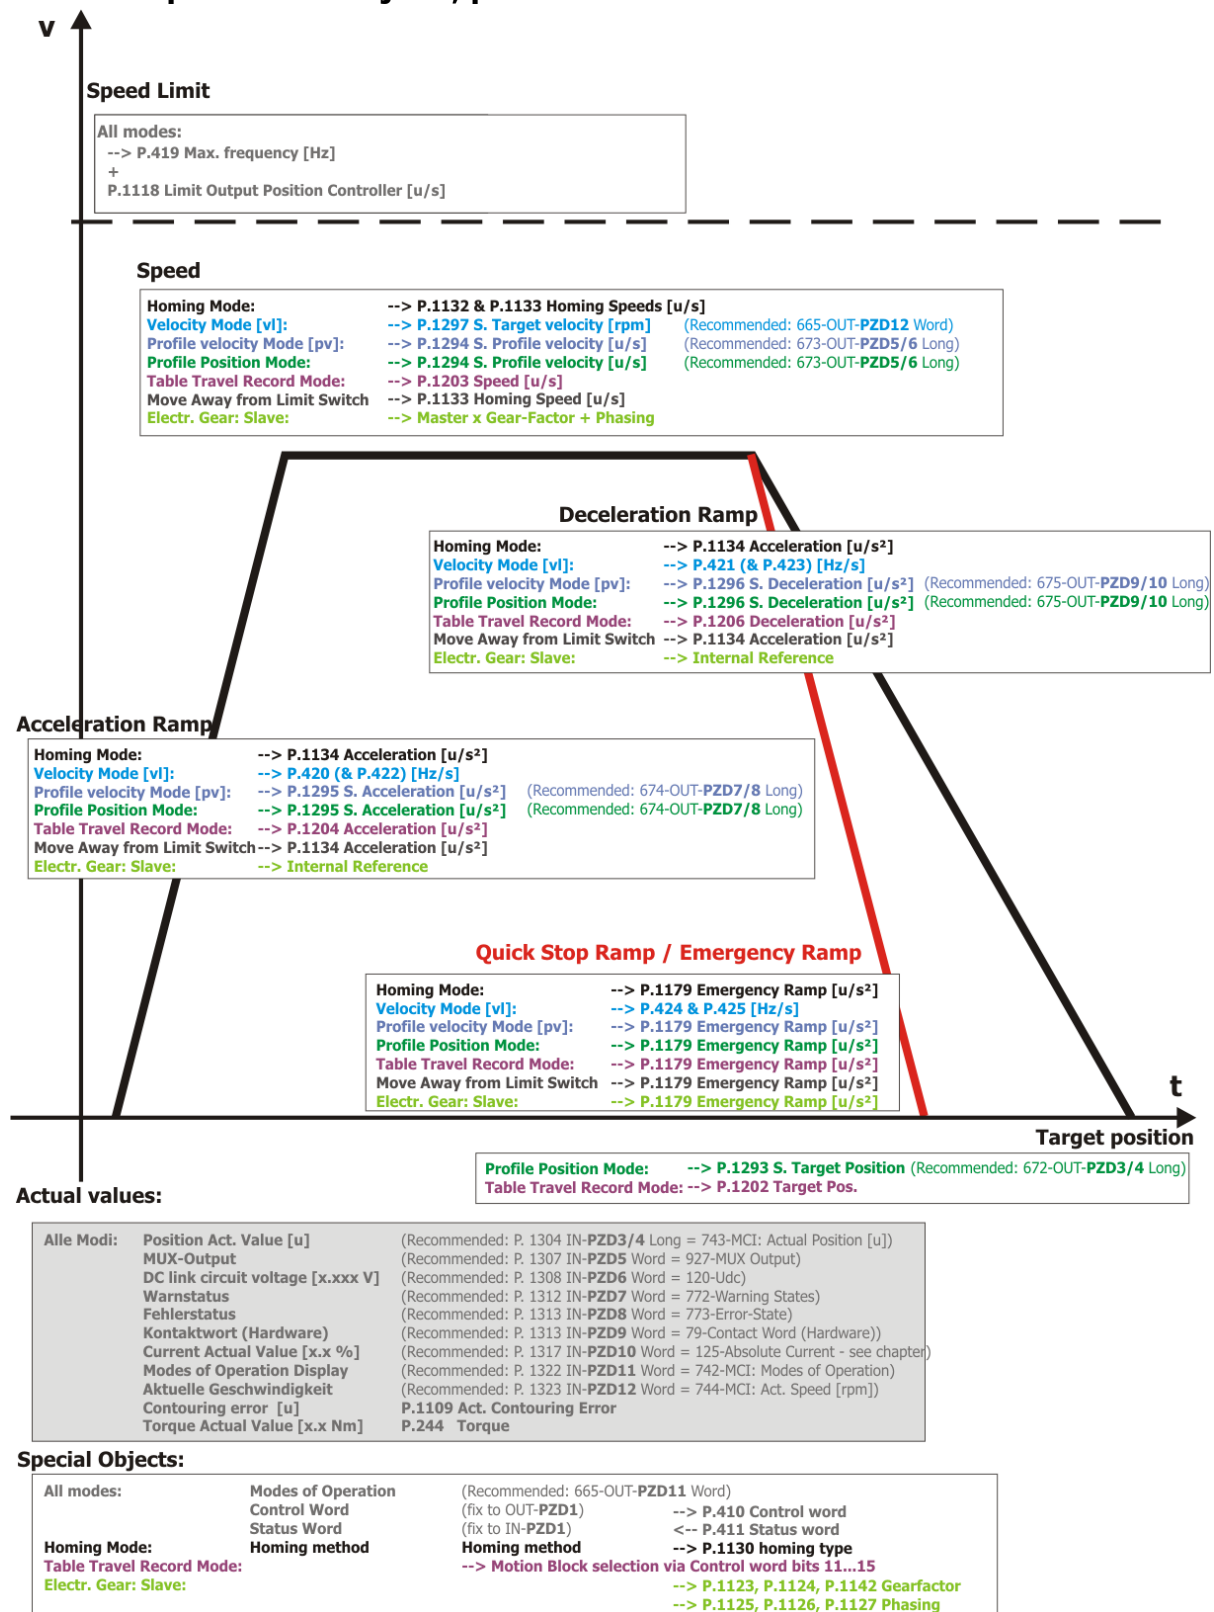 v
Speed Limit
All modes:
--> P.419 Max. frequency [Hz]
+
P.1118 Limit Output Position Controller [u/s]
Speed
Homing Mode: --> P.1132 & P.1133 Homing Speeds [u/s]
Velocity Mode [vl]: --> P.1297 S. Target velocity [rpm] (Recommended: 665-OUT-PZD12 Word)
Profile velocity Mode [pv]: --> P.1294 S. Profile velocity [u/s] (Recommended: 673-OUT-PZD5/6 Long)
Profile Position Mode: --> P.1294 S. Profile velocity [u/s] (Recommended: 673-OUT-PZD5/6 Long)
Table Travel Record Mode: --> P.1203 Speed [u/s]
Move Away from Limit Switch --> P.1133 Homing Speed [u/s]
Electr. Gear: Slave: --> Master x Gear-Factor + Phasing
Deceleration Ramp
Homing Mode: --> P.1134 Acceleration [u/s²]
Velocity Mode [vl]: --> P.421 (& P.423) [Hz/s]
Profile velocity Mode [pv]: --> P.1296 S. Deceleration [u/s²] (Recommended: 675-OUT-PZD9/10 Long)
Profile Position Mode: --> P.1296 S. Deceleration [u/s²] (Recommended: 675-OUT-PZD9/10 Long)
Table Travel Record Mode: --> P.1206 Deceleration [u/s²]
Move Away from Limit Switch --> P.1134 Acceleration [u/s²]
Electr. Gear: Slave: --> Internal Reference
Acceleration Ramp
Homing Mode: --> P.1134 Acceleration [u/s²]
Velocity Mode [vl]: --> P.420 (& P.422) [Hz/s]
Profile velocity Mode [pv]: --> P.1295 S. Acceleration [u/s²] (Recommended: 674-OUT-PZD7/8 Long)
Profile Position Mode: --> P.1295 S. Acceleration [u/s²] (Recommended: 674-OUT-PZD7/8 Long)
Table Travel Record Mode: --> P.1204 Acceleration [u/s²]
Move Away from Limit Switch --> P.1134 Acceleration [u/s²]
Electr. Gear: Slave: --> Internal Reference
Quick Stop Ramp / Emergency Ramp
Homing Mode: --> P.1179 Emergency Ramp [u/s²]
Velocity Mode [vl]: --> P.424 & P.425 [Hz/s]
Profile velocity Mode [pv]: --> P.1179 Emergency Ramp [u/s²]
Profile Position Mode: --> P.1179 Emergency Ramp [u/s²]
Table Travel Record Mode: --> P.1179 Emergency Ramp [u/s²]
Move Away from Limit Switch --> P.1179 Emergency Ramp [u/s²]
Electr. Gear: Slave: --> P.1179 Emergency Ramp [u/s²]
t
Target position
Profile Position Mode: --> P.1293 S. Target Position (Recommended: 672-OUT-PZD3/4 Long)
Table Travel Record Mode: --> P.1202 Target Pos.
Actual values:
Alle Modi: Position Act. Value [u] (Recommended: P. 1304 IN-PZD3/4 Long = 743-MCI: Actual Position [u])
MUX-Output (Recommended: P. 1307 IN-PZD5 Word = 927-MUX Output)
DC link circuit voltage [x.xxx V] (Recommended: P. 1308 IN-PZD6 Word = 120-Udc)
Warnstatus (Recommended: P. 1312 IN-PZD7 Word = 772-Warning States)
Fehlerstatus (Recommended: P. 1313 IN-PZD8 Word = 773-Error-State)
Kontaktwort (Hardware) (Recommended: P. 1313 IN-PZD9 Word = 79-Contact Word (Hardware))
Current Actual Value [x.x %] (Recommended: P. 1317 IN-PZD10 Word = 125-Absolute Current - see chapter)
Modes of Operation Display (Recommended: P. 1322 IN-PZD11 Word = 742-MCI: Modes of Operation)
Aktuelle Geschwindigkeit (Recommended: P. 1323 IN-PZD12 Word = 744-MCI: Act. Speed [rpm])
Contouring error [u] P.1109 Act. Contouring Error
Torque Actual Value [x.x Nm] P.244 Torque
Special Objects:
All modes: Modes of Operation (Recommended: 665-OUT-PZD11 Word)
Control Word (fix to OUT-PZD1) --> P.410 Control word
Status Word (fix to IN-PZD1) <-- P.411 Status word
Homing Mode: Homing method Homing method --> P.1130 homing type
Table Travel Record Mode: --> Motion Block selection via Control word bits 11...15
Electr. Gear: Slave: --> P.1123, P.1124, P.1142 Gearfactor
--> P.1125, P.1126, P.1127 Phasing